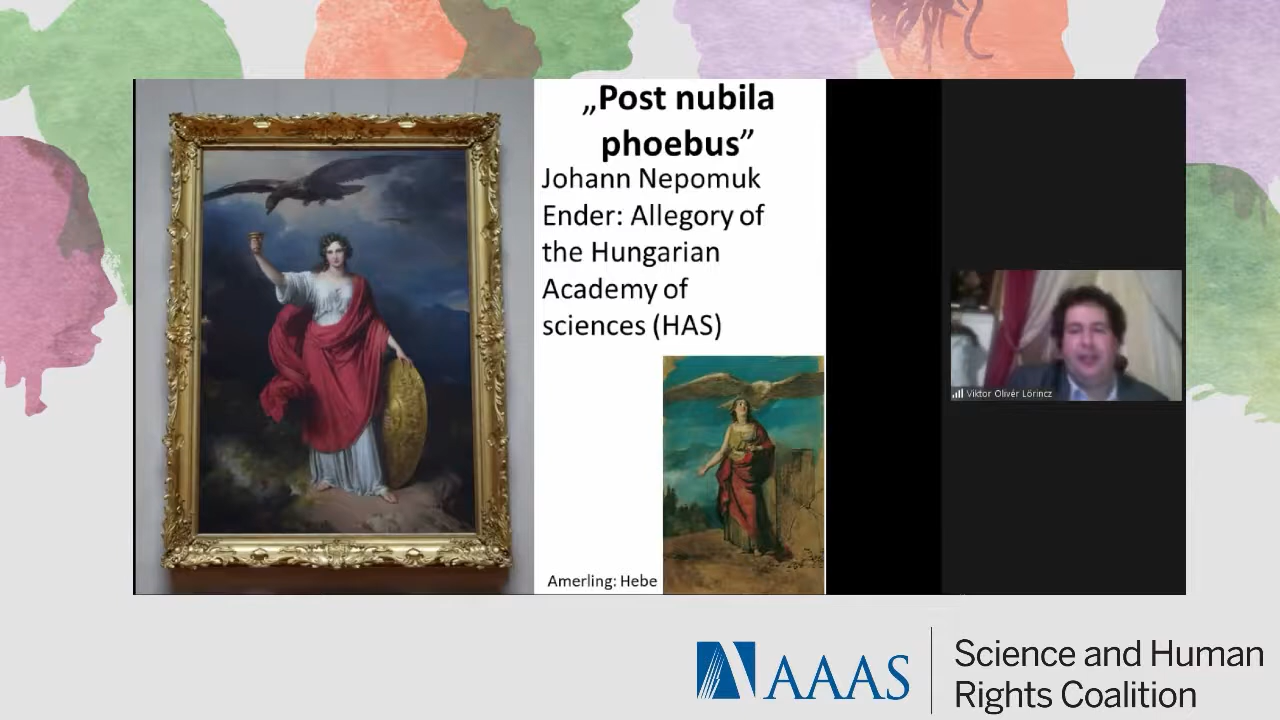 „Post nubila
phoebus”
Johann Nepomuk
Ender: Allegory of
the Hungarian
Academy of
sciences (HAS)
Amerling: Hebe
Viktor Olivér Lőrincz
AAAS
Science and Human
Rights Coalition